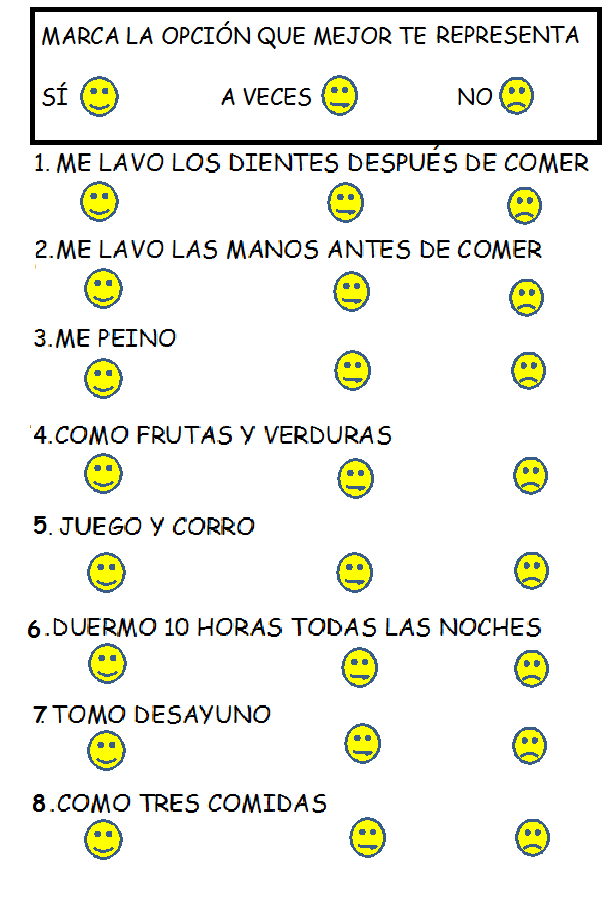 MARCA LA OPCIÓN QUE MEJOR TE REPRESENTA
SÍ A VECES NO
1. ME LAVO LOS DIENTES DESPUÉS DE COMER
2.ME LAVO LAS MANOS ANTES DE COMER
3.ME PEINO
4.COMO FRUTAS Y VERDURAS
5. JUEGO Y CORRO
6.DUERMO 10 HORAS TODAS LAS NOCHES
7. TOMO DESAYUNO
8.COMO TRES COMIDAS